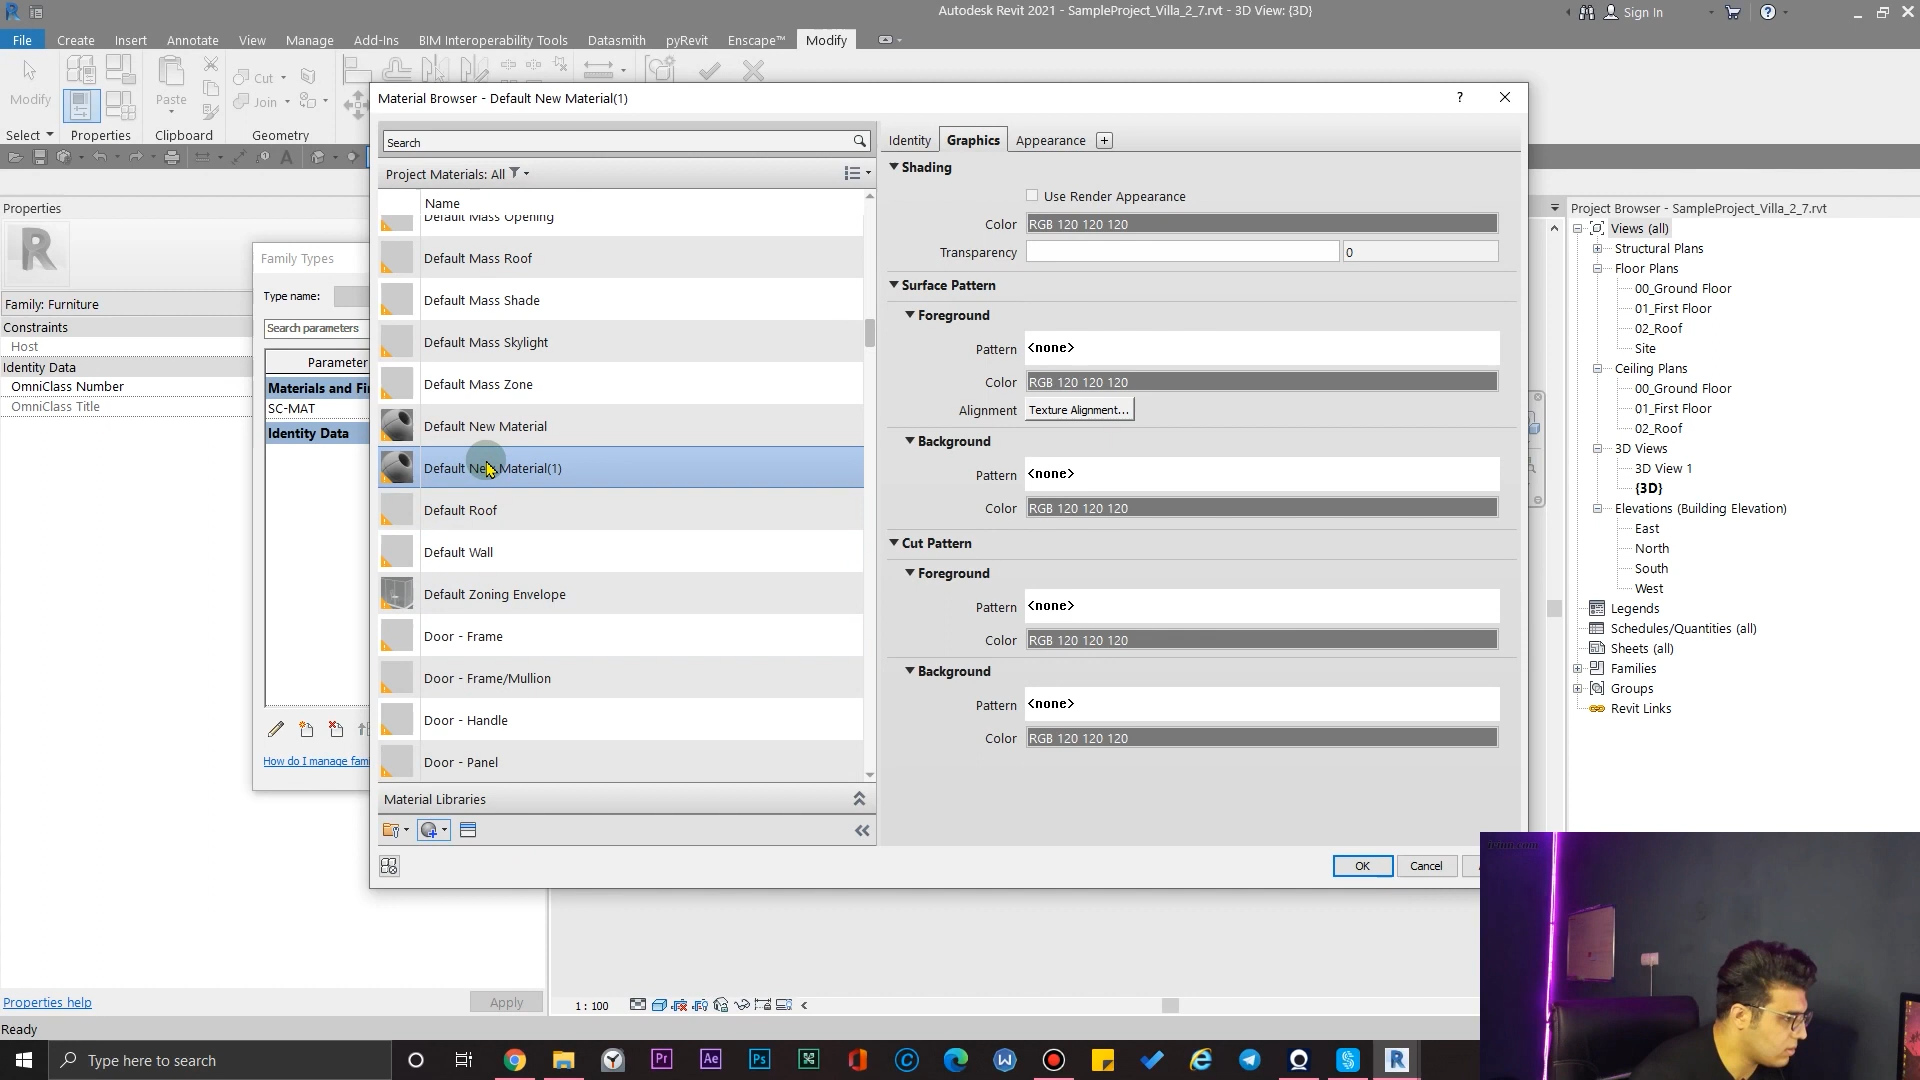 Autodesk Revit 2021 - SampleProject_Villa_2_7.rvt - 3D View: {3D}
Sign In
File Create Insert Annotate View Manage Add-Ins BIM Interoperability Tools Datasmith pyRevit Enscape™ Modify
Modify
Paste
Cut
Join
Select
Properties
Clipboard
Geometry
Material Browser - Default New Material(1)
Search
Project Materials: All
Name
Default Mass Opening
Default Mass Roof
Default Mass Shade
Default Mass Skylight
Default Mass Zone
Default New Material
Default New Material(1)
Default Roof
Default Wall
Default Zoning Envelope
Door - Frame
Door - Frame/Mullion
Door - Handle
Door - Panel
Material Libraries
Identity Graphics Appearance
Shading
Use Render Appearance
Color RGB 120 120 120
Transparency 0
Surface Pattern
Foreground
Pattern <none>
Color RGB 120 120 120
Alignment Texture Alignment...
Background
Pattern <none>
Color RGB 120 120 120
Cut Pattern
Foreground
Pattern <none>
Color RGB 120 120 120
Background
Pattern <none>
Color RGB 120 120 120
OK Cancel
Properties
Family: Furniture
Constraints
Host
Identity Data
OmniClass Number
OmniClass Title
Properties help
Apply
Ready
Family Types
Type name:
Search parameters
Parameter
Materials and Fi
SC-MAT
Identity Data
How do I manage fam
Project Browser - SampleProject_Villa_2_7.rvt
Views (all)
Structural Plans
Floor Plans
00_Ground Floor
01_First Floor
02_Roof
Site
Ceiling Plans
00_Ground Floor
01_First Floor
02_Roof
3D Views
3D View 1
{3D}
Elevations (Building Elevation)
East
North
South
West
Legends
Schedules/Quantities (all)
Sheets (all)
Families
Groups
Revit Links
1 : 100
Type here to search
Pr
Ae
Ps